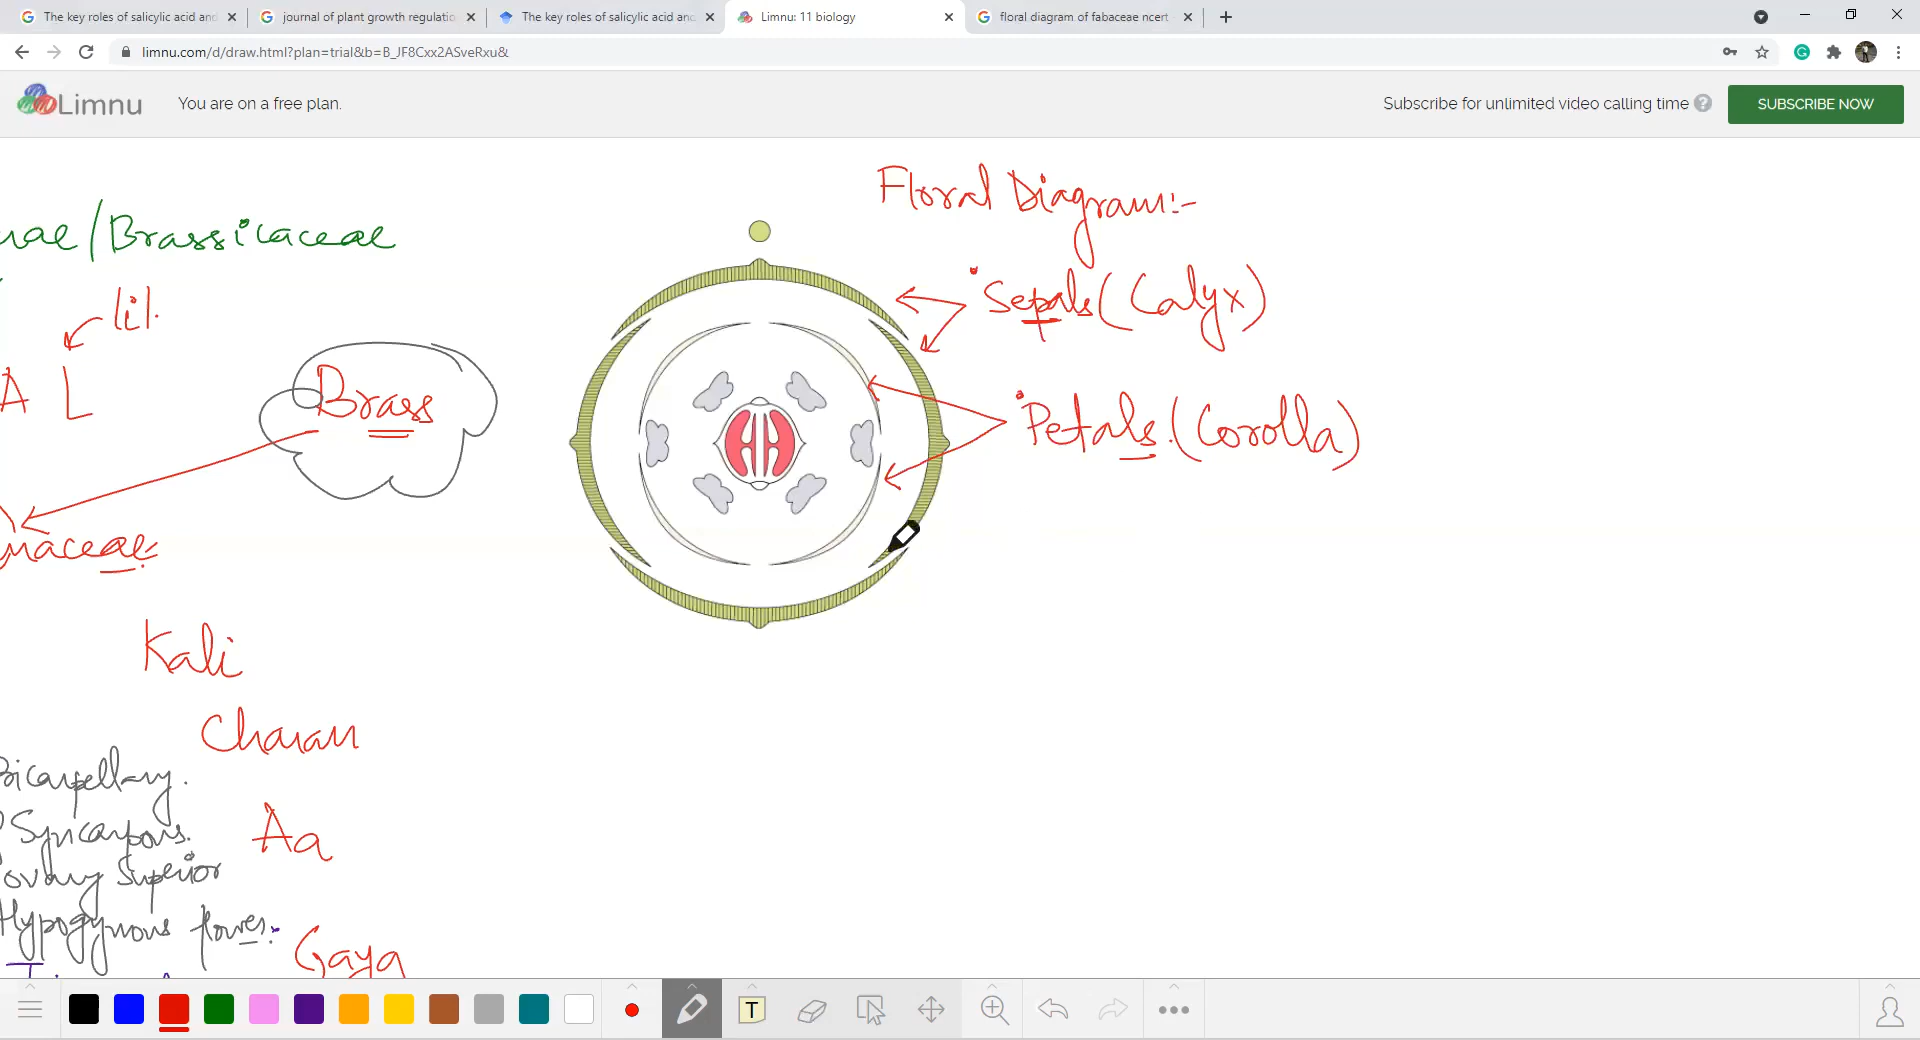 The key roles of salicylic acid and
journal of plant growth regulatio
The key roles of salicylic acid and
Limnu: 11 biology
floral diagram of fabaceae ncert
limnu.com/d/draw.html?plan=trial&b=B_JF8Cxx2ASveRxu&
Limnu
You are on a free plan.
Subscribe for unlimited video calling time ?
SUBSCRIBE NOW
Floral Diagram:-
/Brassicaceae
Sepals (Calyx)
A L
Brass
Petals. (Corolla)
Kali
Charan
Bicarpellary.
Syncarpous.
Aa
ovary superior
Hypogynous flowes:
Gaya
T